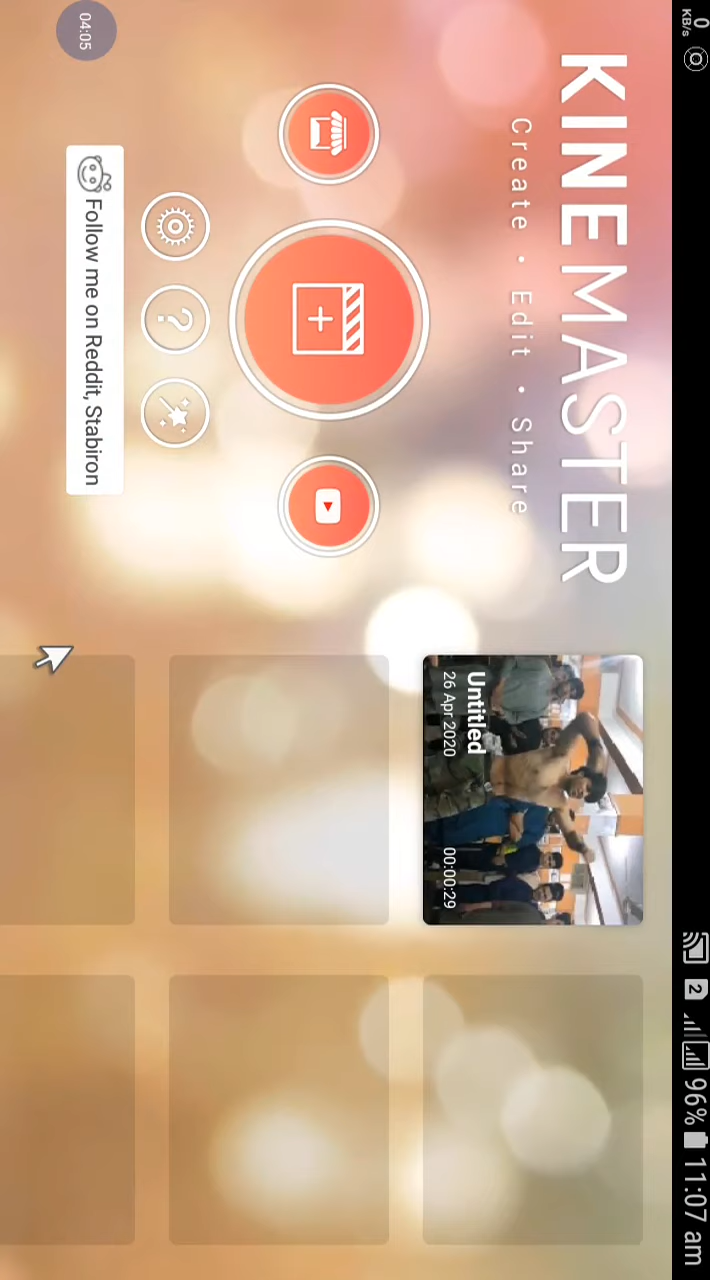 0
KB/s
2
96%
11:07 am
KINEMASTER
Create • Edit • Share
Untitled
26 Apr 2020
00:00:29
?
Follow me on Reddit, Stabiron
04:05